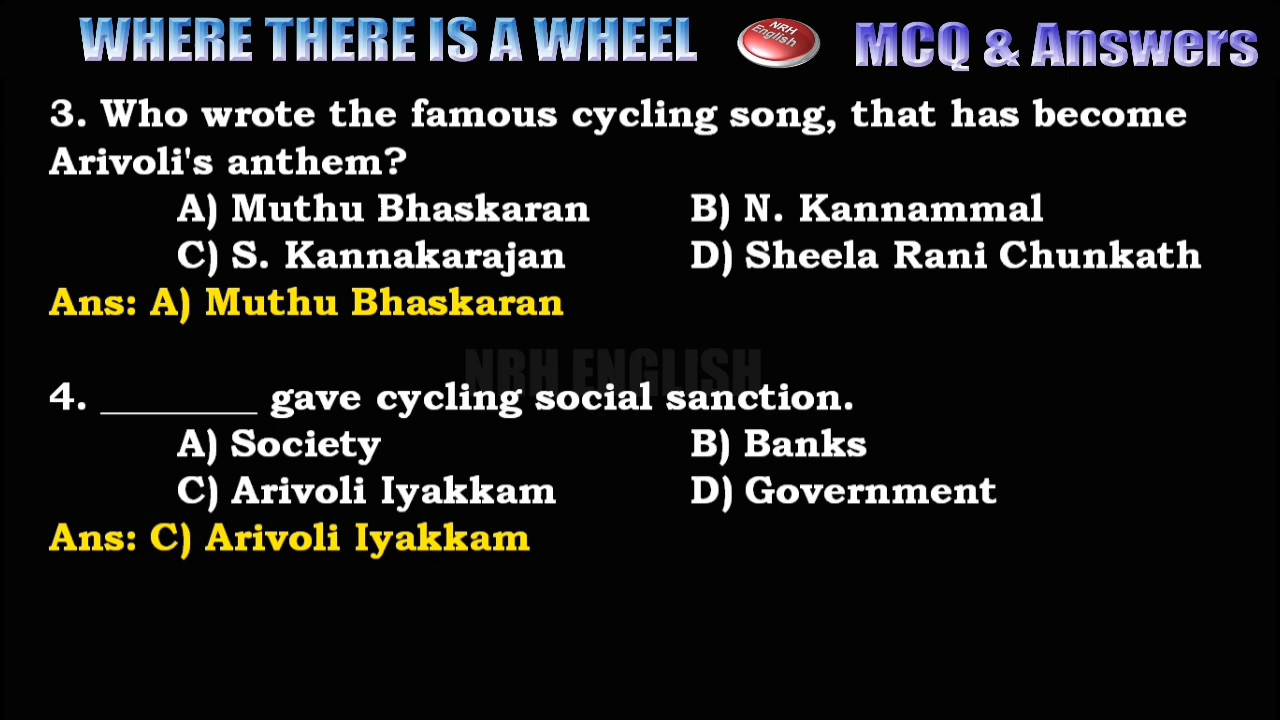 WHERE THERE IS A WHEEL NRH English MCQ & Answers
3. Who wrote the famous cycling song, that has become
Arivoli's anthem?
A) Muthu Bhaskaran B) N. Kannammal
C) S. Kannakarajan D) Sheela Rani Chunkath
Ans: A) Muthu Bhaskaran
NRH ENGLISH
4. ________ gave cycling social sanction.
A) Society B) Banks
C) Arivoli Iyakkam D) Government
Ans: C) Arivoli Iyakkam